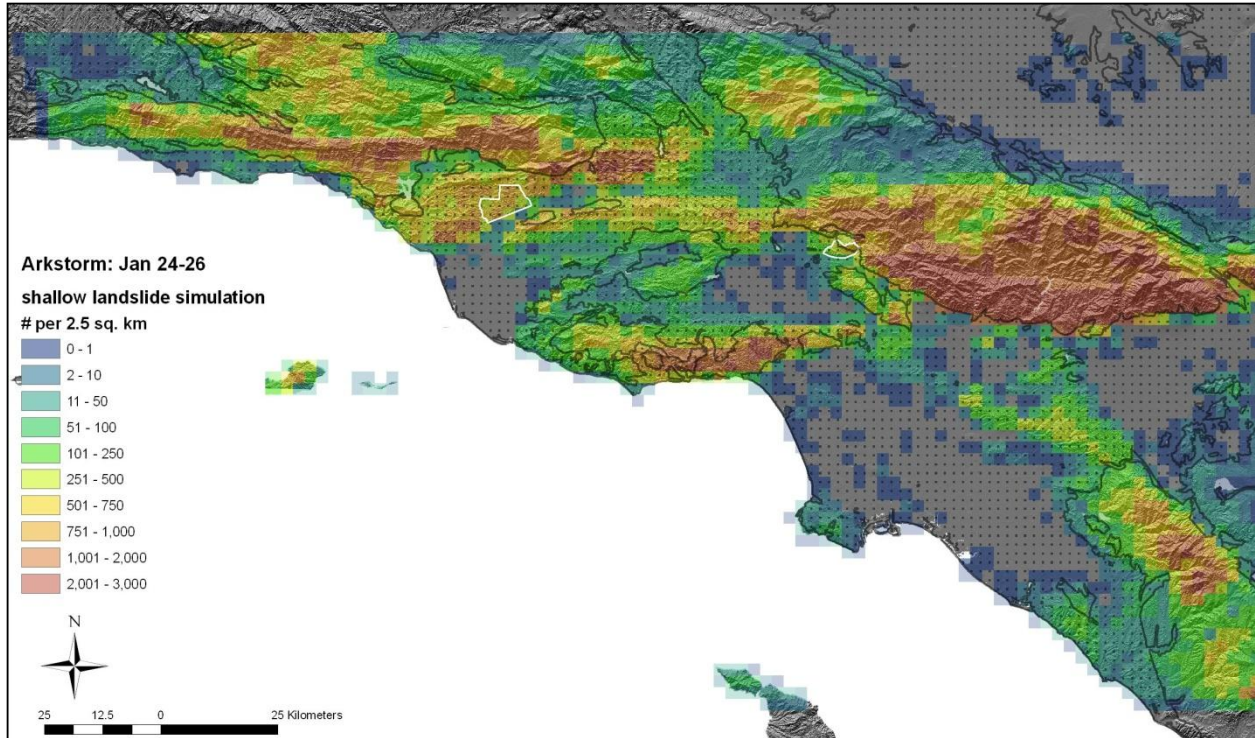 Arkstorm: Jan 24-26
shallow landslide simulation
# per 2.5 sq. km
0 - 1
2 - 10
11 - 50
51 - 100
101 - 250
251 - 500
501 - 750
751 - 1,000
1,001 - 2,000
2,001 - 3,000
N
25 12.5 0 25 Kilometers